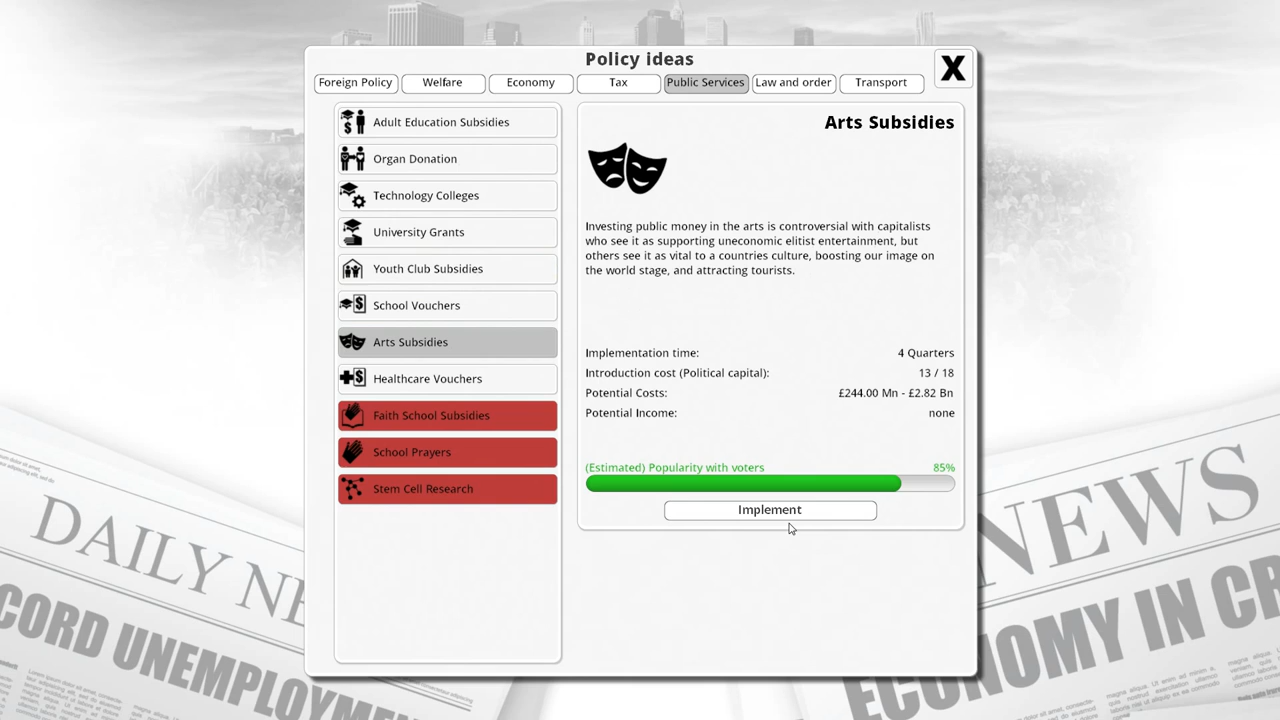 Policy ideas
X
Foreign Policy
Welfare
Economy
Tax
Public Services
Law and order
Transport
Adult Education Subsidies
Organ Donation
Technology Colleges
University Grants
Youth Club Subsidies
School Vouchers
Arts Subsidies
Healthcare Vouchers
Faith School Subsidies
School Prayers
Stem Cell Research
Arts Subsidies
Investing public money in the arts is controversial with capitalists
who see it as supporting uneconomic elitist entertainment, but
others see it as vital to a countries culture, boosting our image on
the world stage, and attracting tourists.
Implementation time: 4 Quarters
Introduction cost (Political capital): 13 / 18
Potential Costs: £244.00 Mn - £2.82 Bn
Potential Income: none
(Estimated) Popularity with voters 85%
Implement
DAILY NE
CORD UNEMPLOYM
NEWS
ECONOMY IN CR